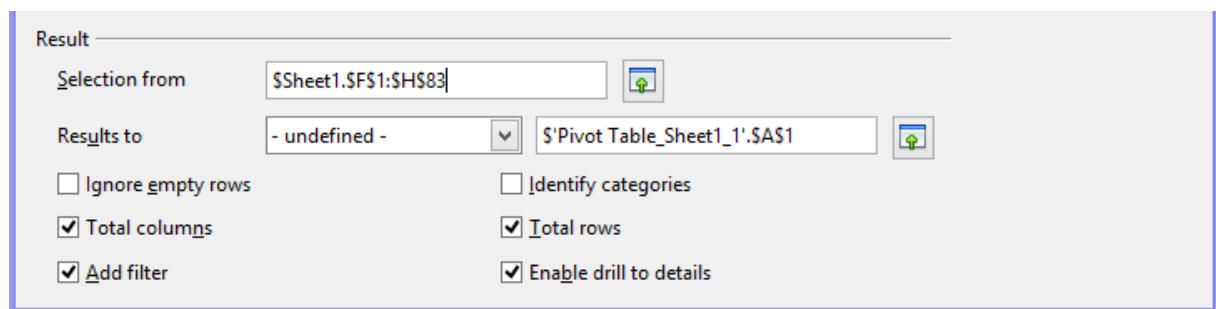 Result
Selection from $Sheet1.$F$1:$H$83
Results to - undefined - $'Pivot Table_Sheet1_1'.$A$1
Ignore empty rows Identify categories
Total columns Total rows
Add filter Enable drill to details